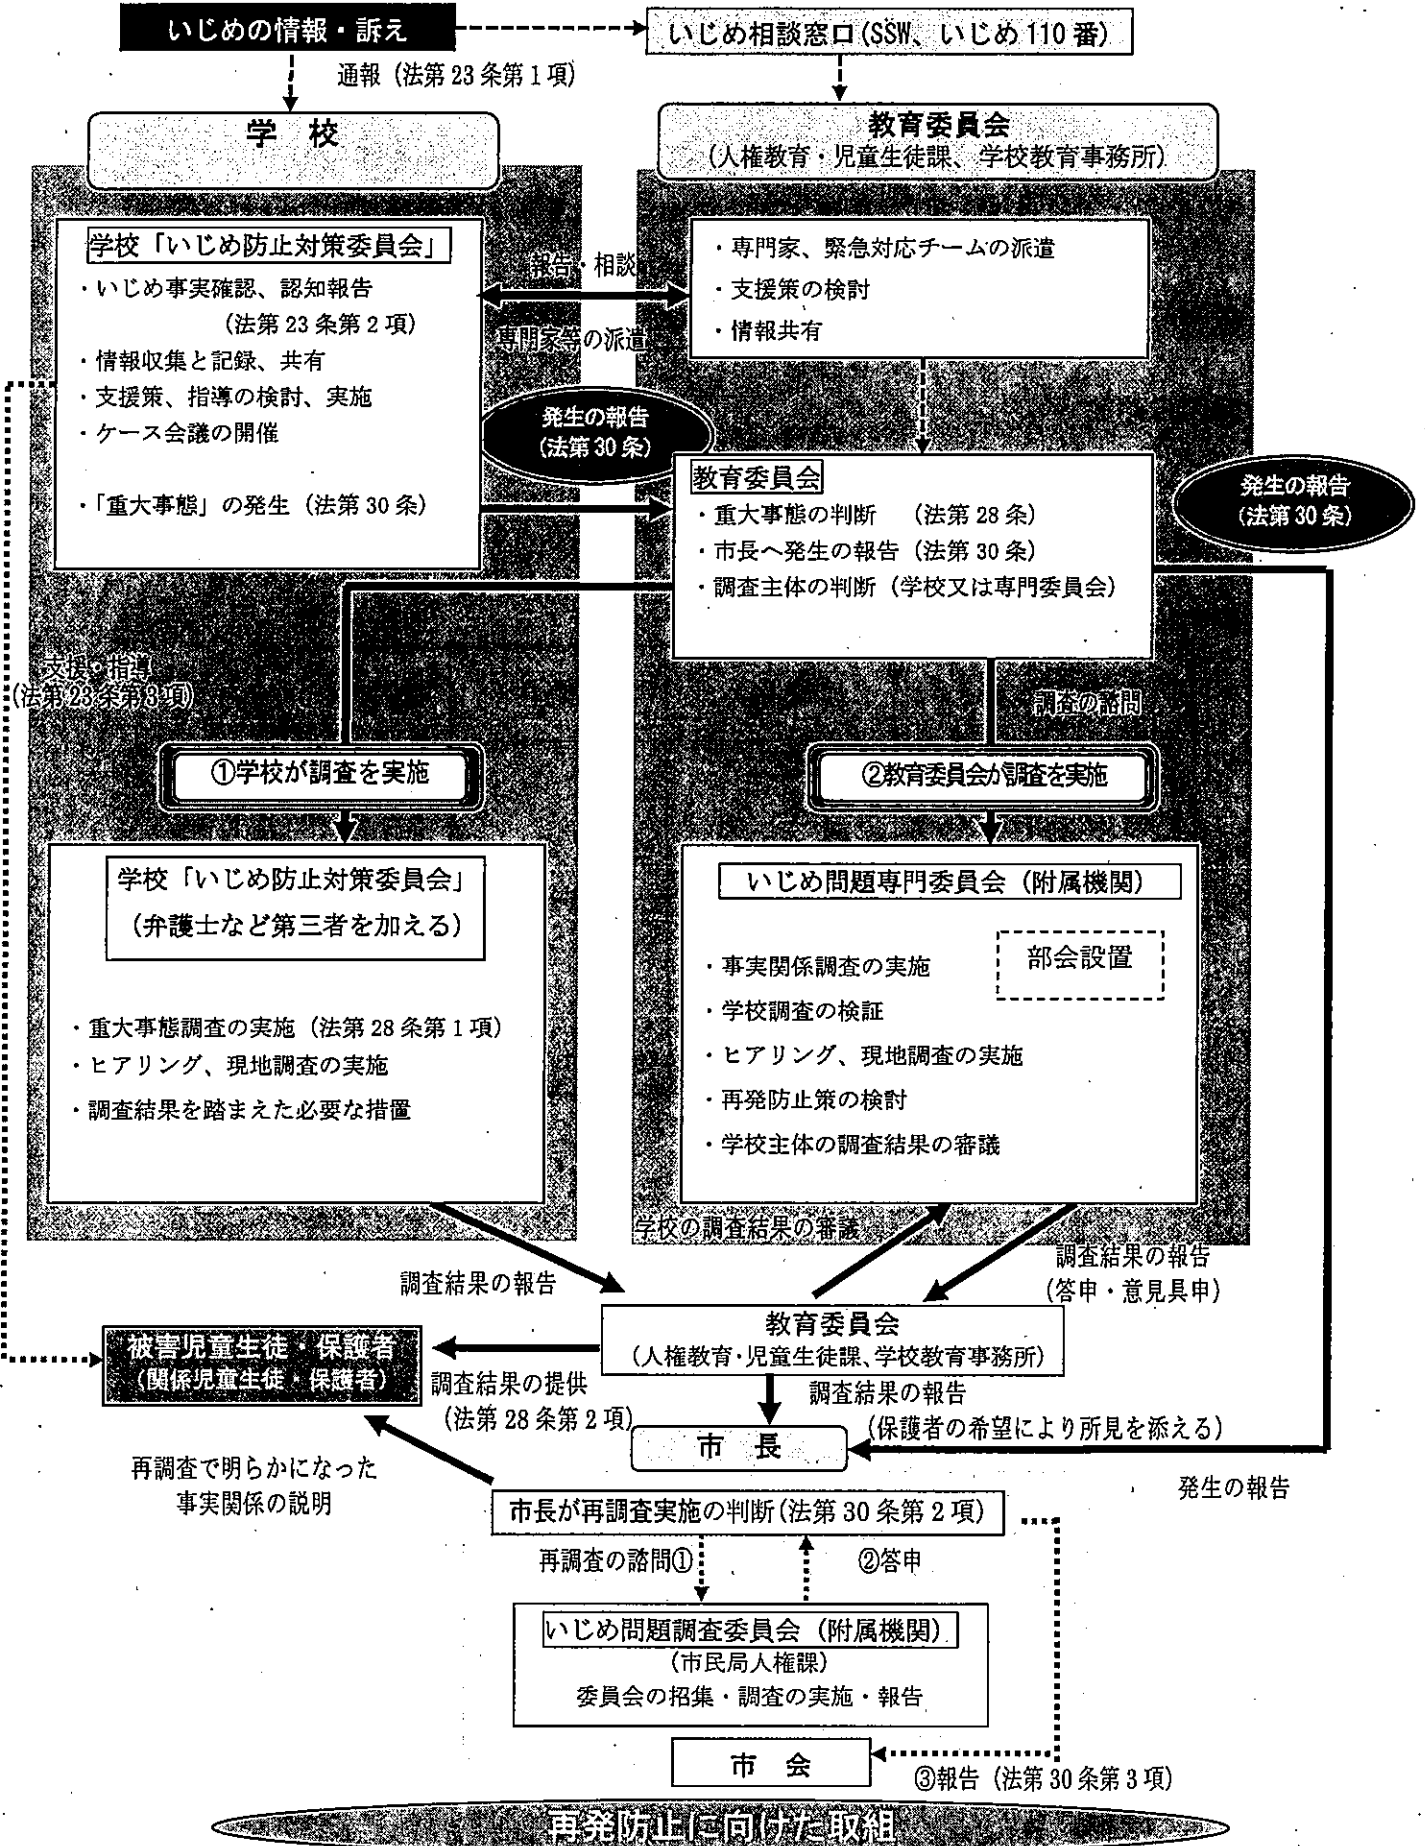 いじめの情報・訴え
いじめ相談窓口(SSW、いじめ110番)
通報（法第23条第1項）
学　校
教育委員会
（人権教育・児童生徒課、学校教育事務所）
学校「いじめ防止対策委員会」
・いじめ事実確認、認知報告
（法第23条第2項）
・情報収集と記録、共有
・支援策、指導の検討、実施
・ケース会議の開催
・「重大事態」の発生（法第30条）
報告・相談
専門家等の派遣
・専門家、緊急対応チームの派遣
・支援策の検討
・情報共有
発生の報告
（法第30条）
教育委員会
・重大事態の判断　（法第28条）
・市長へ発生の報告（法第30条）
・調査主体の判断（学校又は専門委員会）
発生の報告
（法第30条）
支援・指導
（法第23条第3項）
調査の諮問
①学校が調査を実施
②教育委員会が調査を実施
学校「いじめ防止対策委員会」
（弁護士など第三者を加える）
・重大事態調査の実施（法第28条第1項）
・ヒアリング、現地調査の実施
・調査結果を踏まえた必要な措置
いじめ問題専門委員会（附属機関）
部会設置
・事実関係調査の実施
・学校調査の検証
・ヒアリング、現地調査の実施
・再発防止策の検討
・学校主体の調査結果の審議
学校の調査結果の審議
調査結果の報告
調査結果の報告
（答申・意見具申）
教育委員会
（人権教育・児童生徒課、学校教育事務所）
被害児童生徒・保護者
（関係児童生徒・保護者）
調査結果の提供
（法第28条第2項）
調査結果の報告
（保護者の希望により所見を添える）
市　長
発生の報告
再調査で明らかになった
事実関係の説明
市長が再調査実施の判断（法第30条第2項）
再調査の諮問①
②答申
いじめ問題調査委員会（附属機関）
（市民局人権課）
委員会の招集・調査の実施・報告
市　会
③報告（法第30条第3項）
再発防止に向けた取組